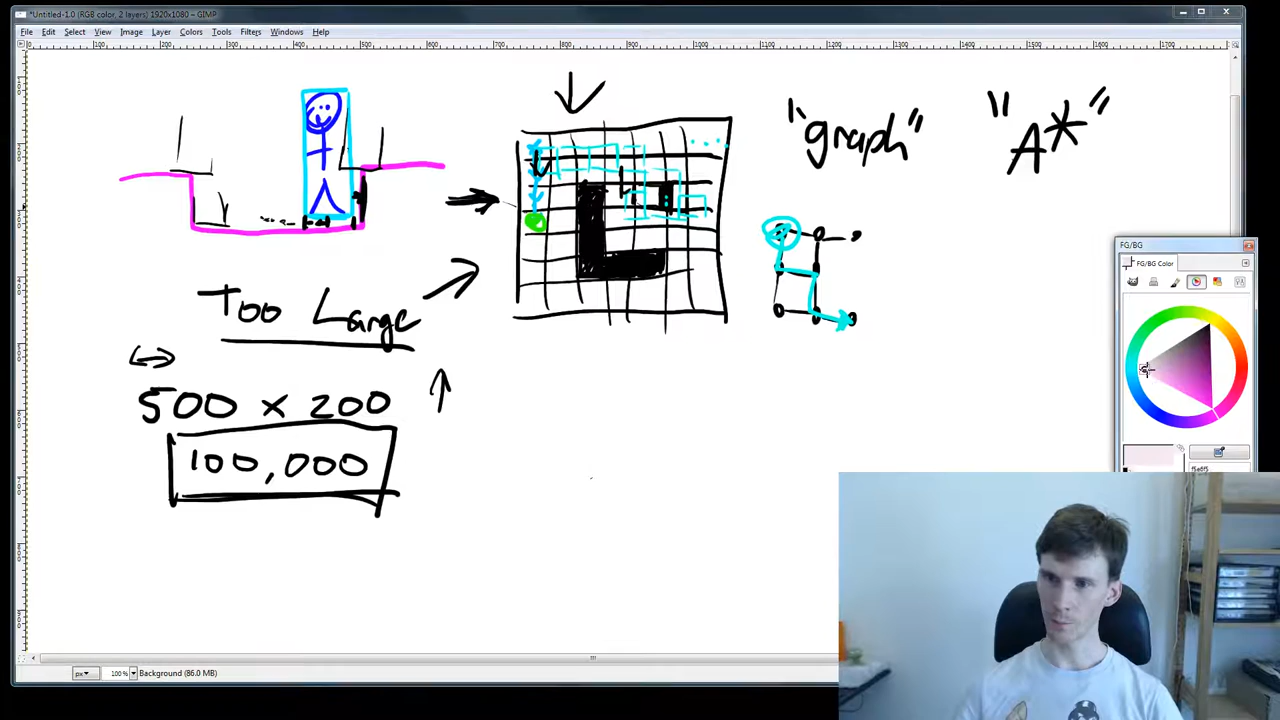 *Untitled-1.0 (RGB color, 2 layers) 1920x1080 – GIMP
File Edit Select View Image Layer Colors Tools Filters Windows Help
"graph"
"A*"
Too Large
500 x 200
100,000
FG/BG
FG/BG Color
px
100%
Background (86.0 MB)